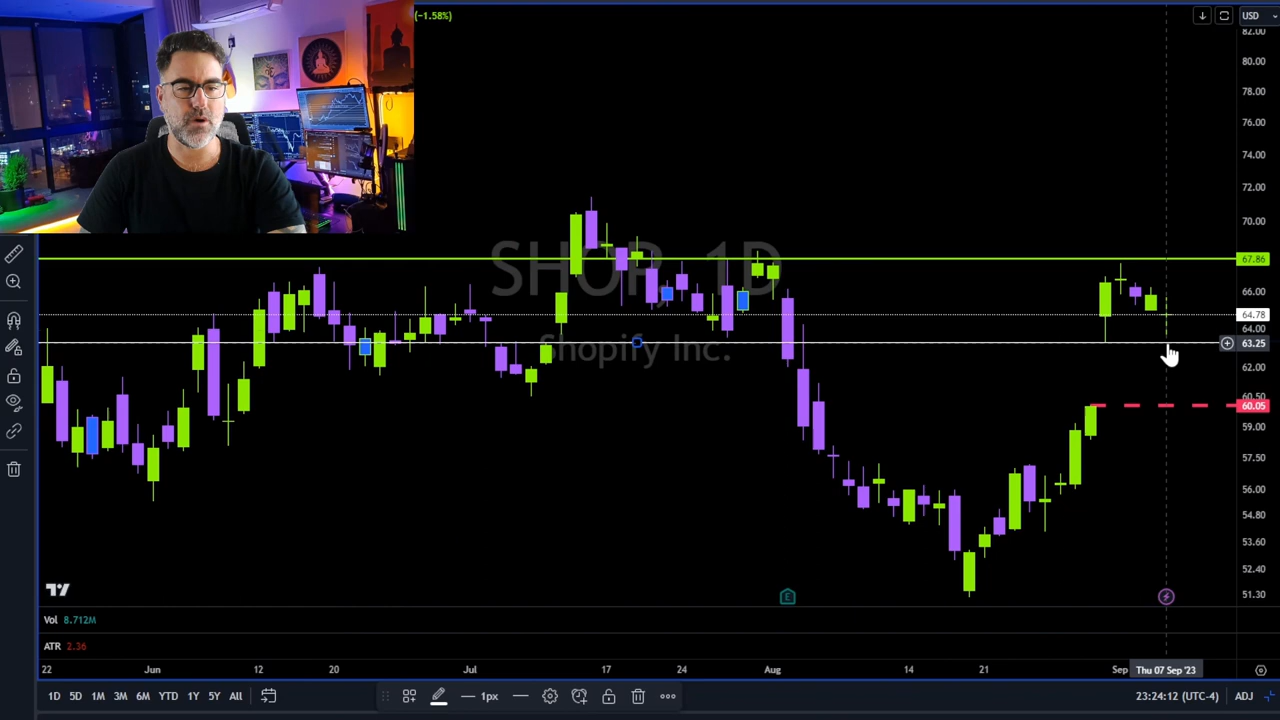 (−1.58%)
USD
82.00
80.00
78.00
76.00
74.00
72.00
70.00
67.86
66.00
64.78
64.00
63.25
62.00
60.50
60.05
59.00
57.50
56.00
54.80
53.60
52.40
51.30
SHOP, 1D
Shopify Inc.
E
Vol 8.712M
ATR 2.36
22 Jun 12 20 Jul 17 24 Aug 14 21 Sep Thu 07 Sep '23
1D 5D 1M 3M 6M YTD 1Y 5Y All 1px 23:24:12 (UTC-4) ADJ